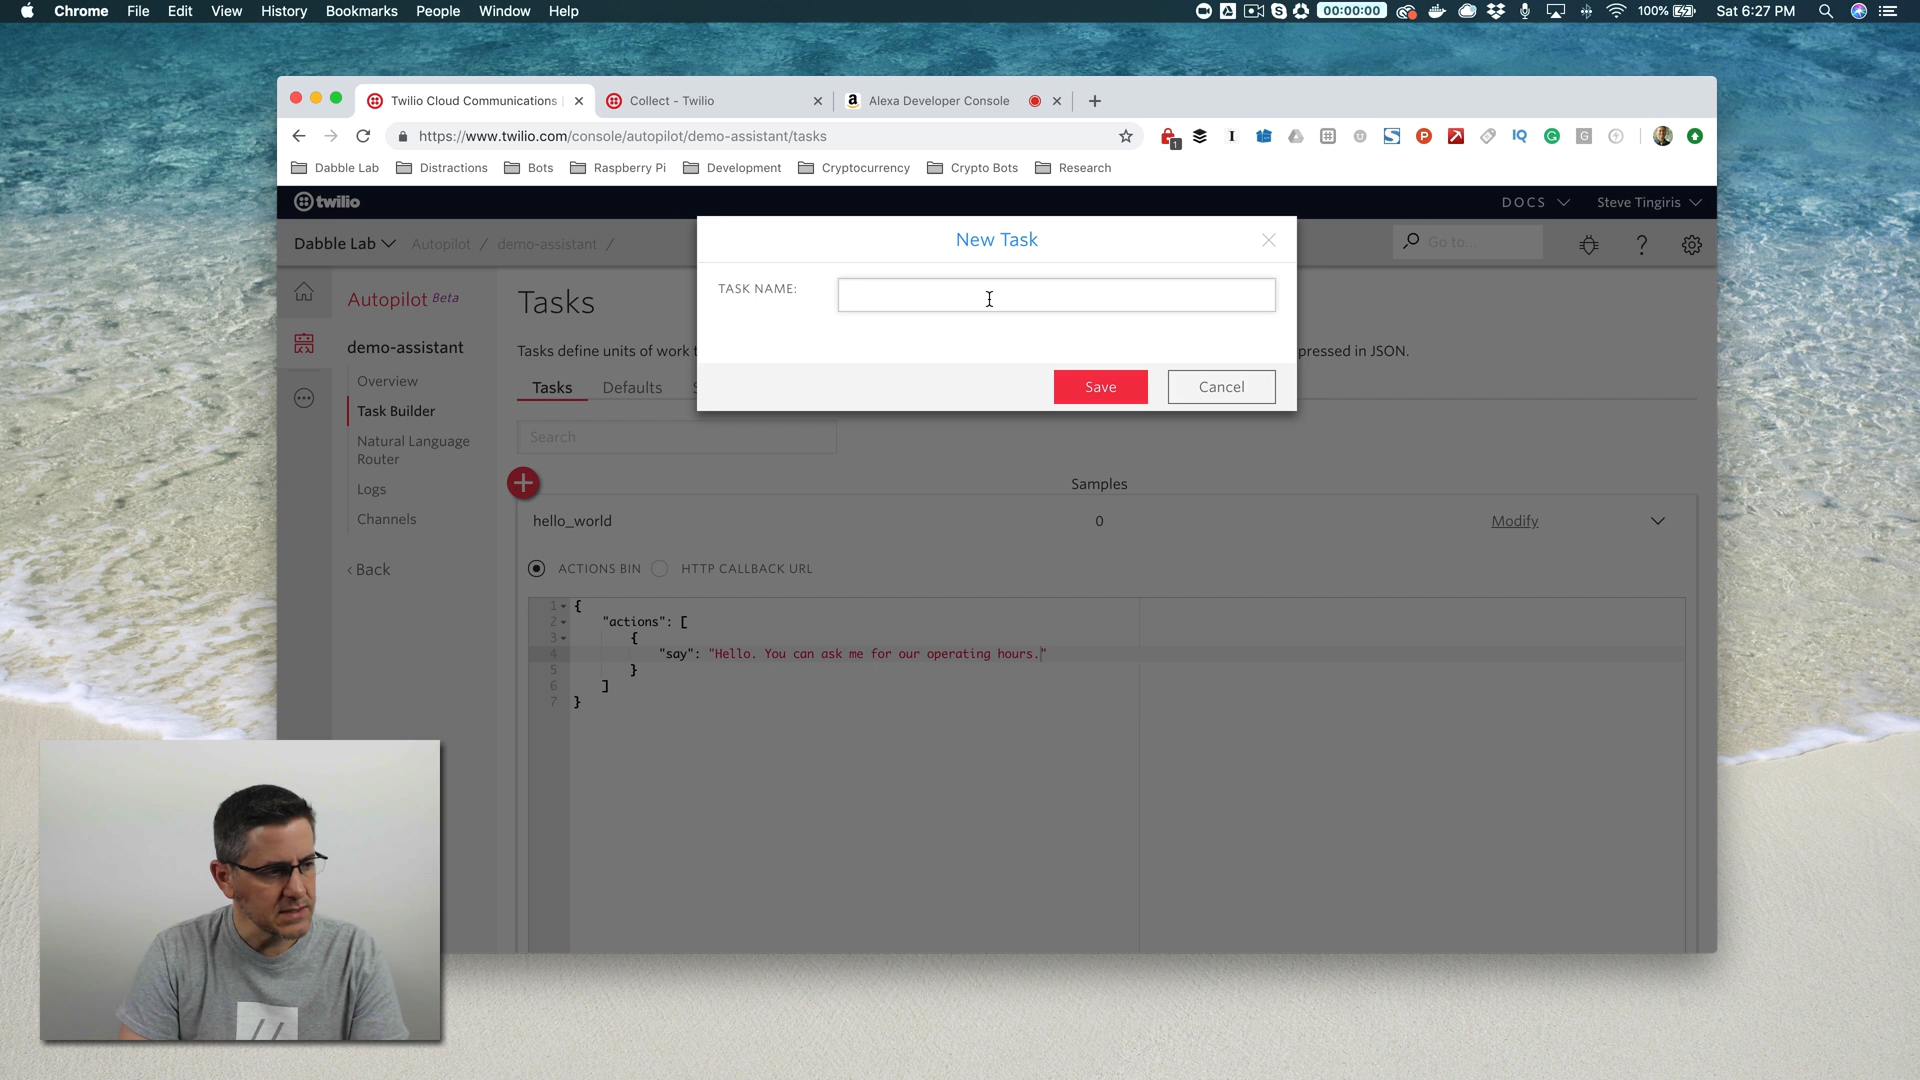 Chrome File Edit View History Bookmarks People Window Help 00:00:00 100% Sat 6:27 PM
Twilio Cloud Communications Collect - Twilio Alexa Developer Console
https://www.twilio.com/console/autopilot/demo-assistant/tasks
Dabble Lab Distractions Bots Raspberry Pi Development Cryptocurrency Crypto Bots Research
twilio DOCS Steve Tingiris
Dabble Lab Autopilot / demo-assistant / Go to...
New Task
TASK NAME:
Save Cancel
Autopilot Beta
demo-assistant
Overview
Task Builder
Natural Language
Router
Logs
Channels
‹ Back
Tasks
Tasks define units of work t pressed in JSON.
Tasks Defaults S
Search
Samples
hello_world 0 Modify
ACTIONS BIN HTTP CALLBACK URL
1 {
2 "actions": [
3 {
4 "say": "Hello. You can ask me for our operating hours."
5 }
6 ]
7 }
//